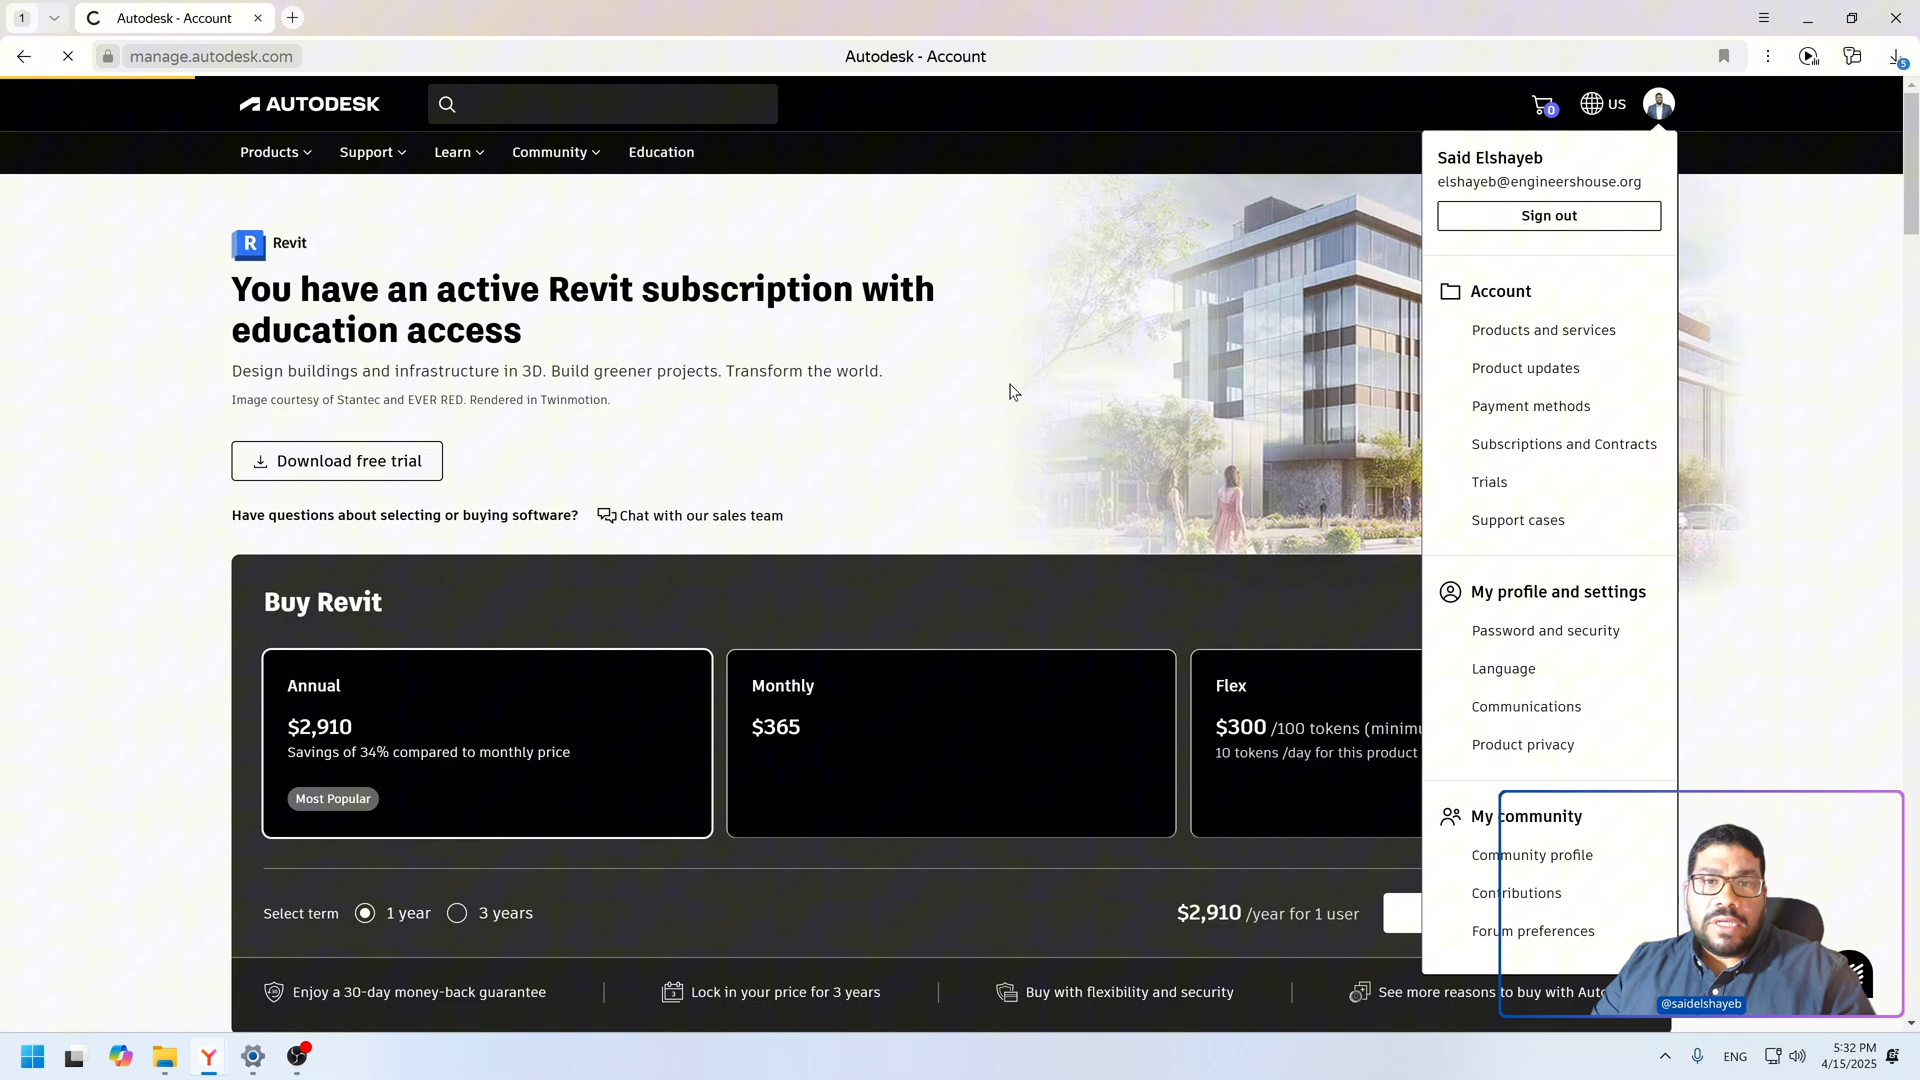 1
Autodesk - Account
manage.autodesk.com
Autodesk - Account
5
AUTODESK
0
US
Products
Support
Learn
Community
Education
Said Elshayeb
elshayeb@engineershouse.org
Sign out
R Revit
You have an active Revit subscription with
education access
Design buildings and infrastructure in 3D. Build greener projects. Transform the world.
Image courtesy of Stantec and EVER RED. Rendered in Twinmotion.
Download free trial
Have questions about selecting or buying software?
Chat with our sales team
Account
Products and services
Product updates
Payment methods
Subscriptions and Contracts
Trials
Support cases
My profile and settings
Password and security
Language
Communications
Product privacy
My community
Community profile
Contributions
Forum preferences
Buy Revit
Annual
$2,910
Savings of 34% compared to monthly price
Most Popular
Monthly
$365
Flex
$300 /100 tokens
10 tokens /day for this product
Select term
1 year
3 years
$2,910 /year for 1 user
Enjoy a 30-day money-back guarantee
Lock in your price for 3 years
Buy with flexibility and security
See more reasons to buy with
@saidelshayeb
ENG
5:32 PM
4/15/2025